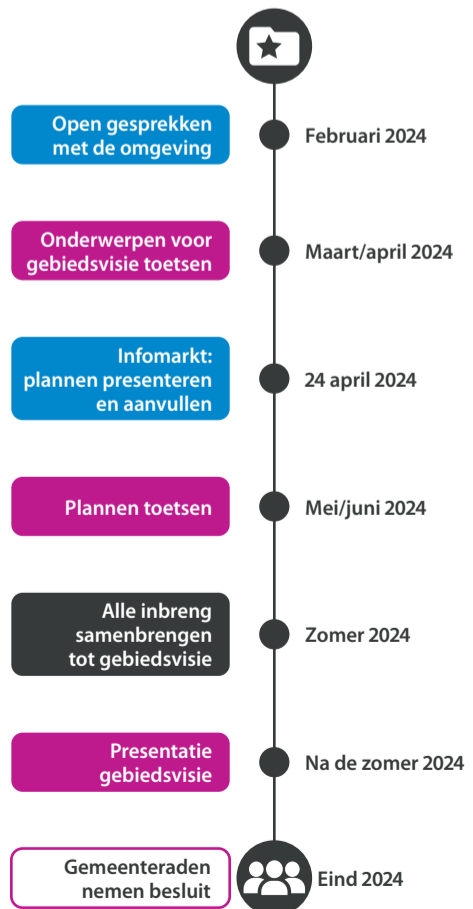 Open gesprekken
met de omgeving
Februari 2024
Onderwerpen voor
gebiedsvisie toetsen
Maart/april 2024
Infomarkt:
plannen presenteren
en aanvullen
24 april 2024
Plannen toetsen
Mei/juni 2024
Alle inbreng
samenbrengen
tot gebiedsvisie
Zomer 2024
Presentatie
gebiedsvisie
Na de zomer 2024
Gemeenteraden
nemen besluit
Eind 2024